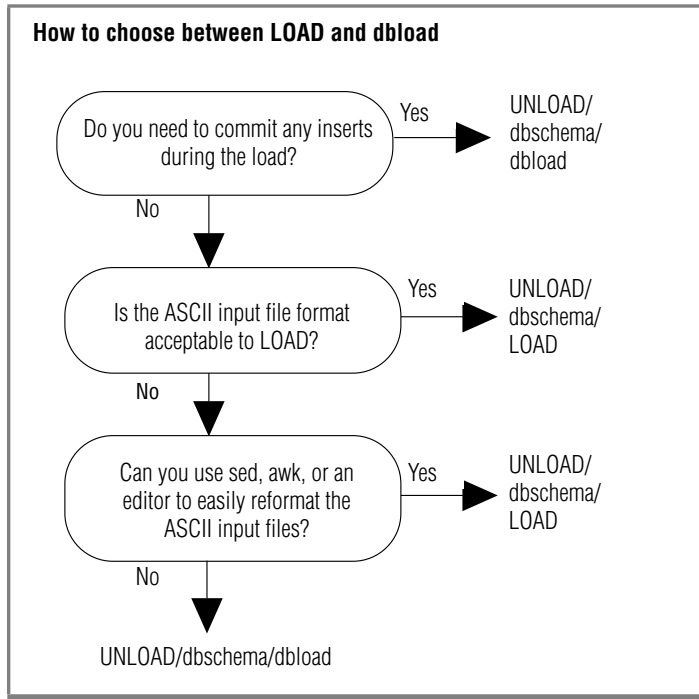 How to choose between LOAD and dbload
Do you need to commit any inserts
during the load?
Yes
UNLOAD/
dbschema/
dbload
No
Is the ASCII input file format
acceptable to LOAD?
Yes
UNLOAD/
dbschema/
LOAD
No
Can you use sed, awk, or an
editor to easily reformat the
ASCII input files?
Yes
UNLOAD/
dbschema/
LOAD
No
UNLOAD/dbschema/dbload